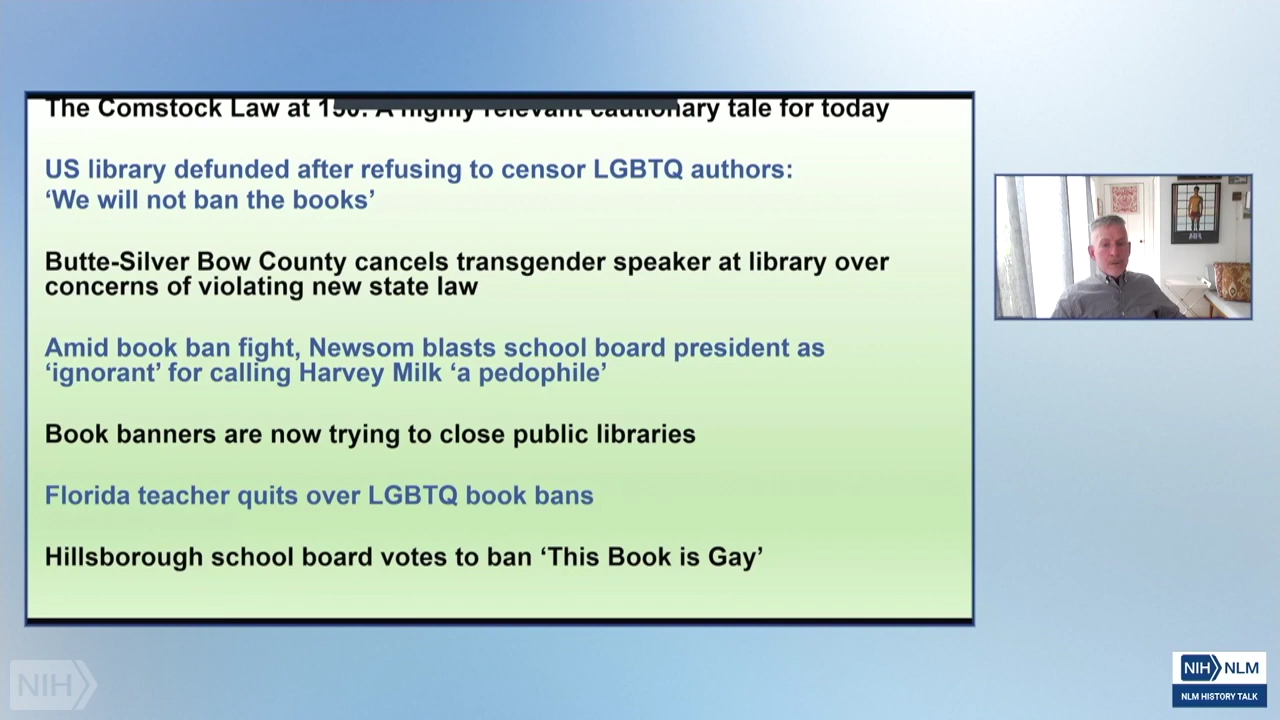 The Comstock Law at 150: A highly relevant cautionary tale for today
US library defunded after refusing to censor LGBTQ authors:
‘We will not ban the books’
Butte-Silver Bow County cancels transgender speaker at library over
concerns of violating new state law
Amid book ban fight, Newsom blasts school board president as
‘ignorant’ for calling Harvey Milk ‘a pedophile’
Book banners are now trying to close public libraries
Florida teacher quits over LGBTQ book bans
Hillsborough school board votes to ban ‘This Book is Gay’
NIH
NIH NLM
NLM HISTORY TALK